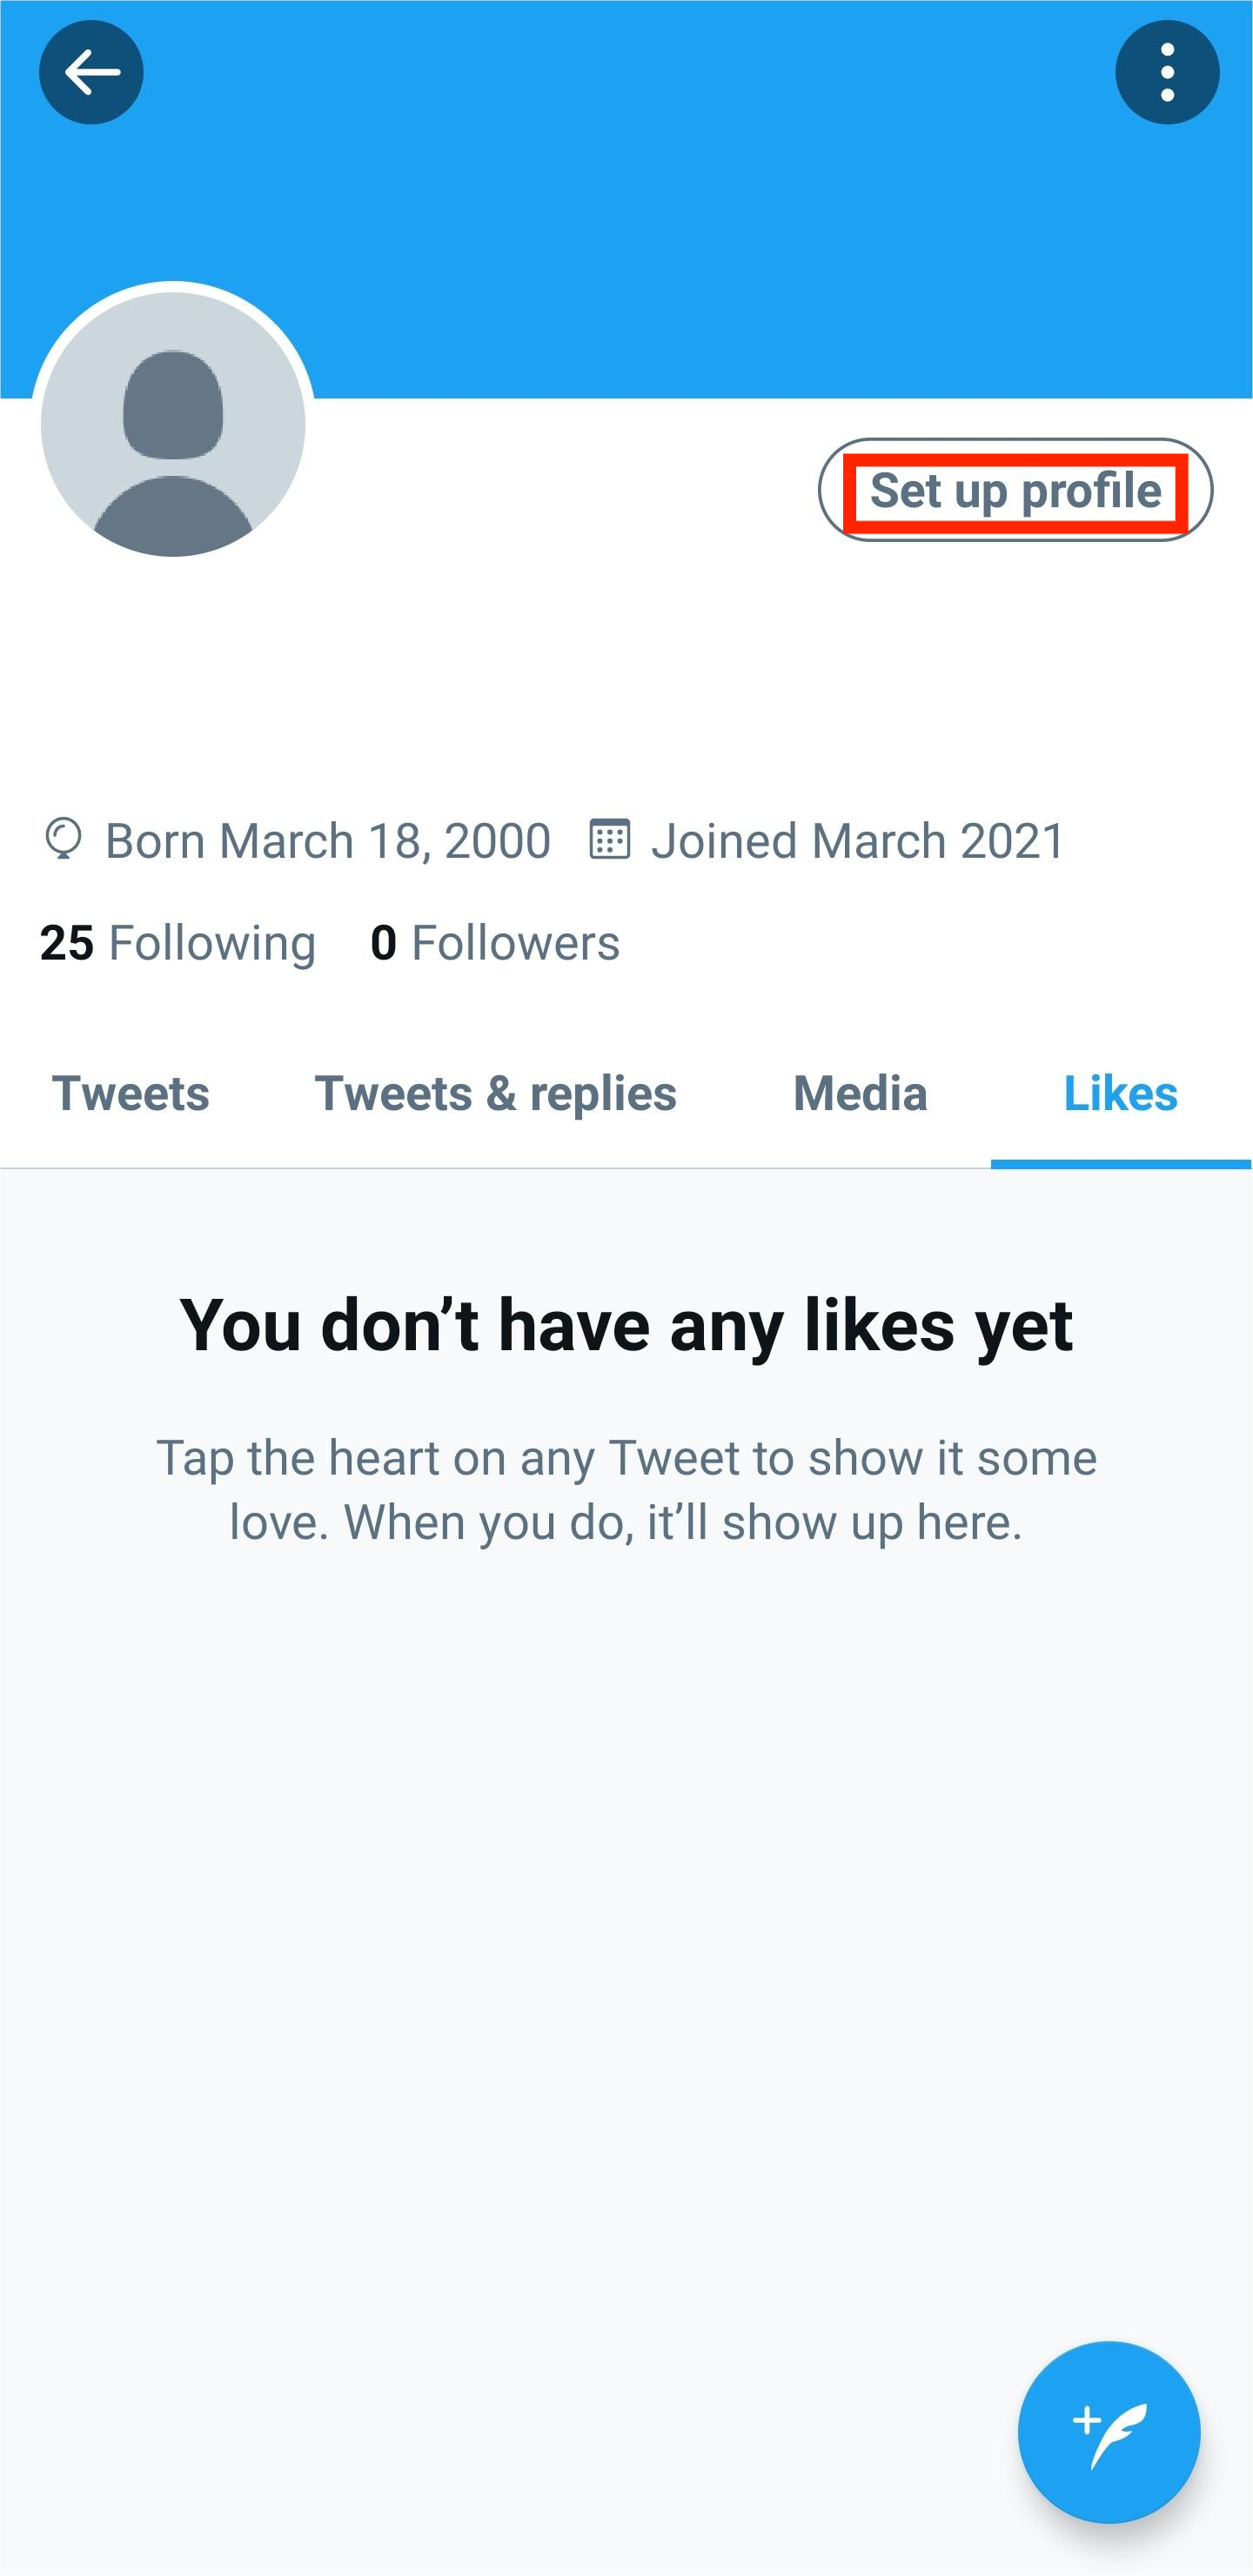 Set up profile
Born March 18, 2000 Joined March 2021
25 Following 0 Followers
Tweets Tweets & replies Media Likes
You don’t have any likes yet
Tap the heart on any Tweet to show it some
love. When you do, it’ll show up here.